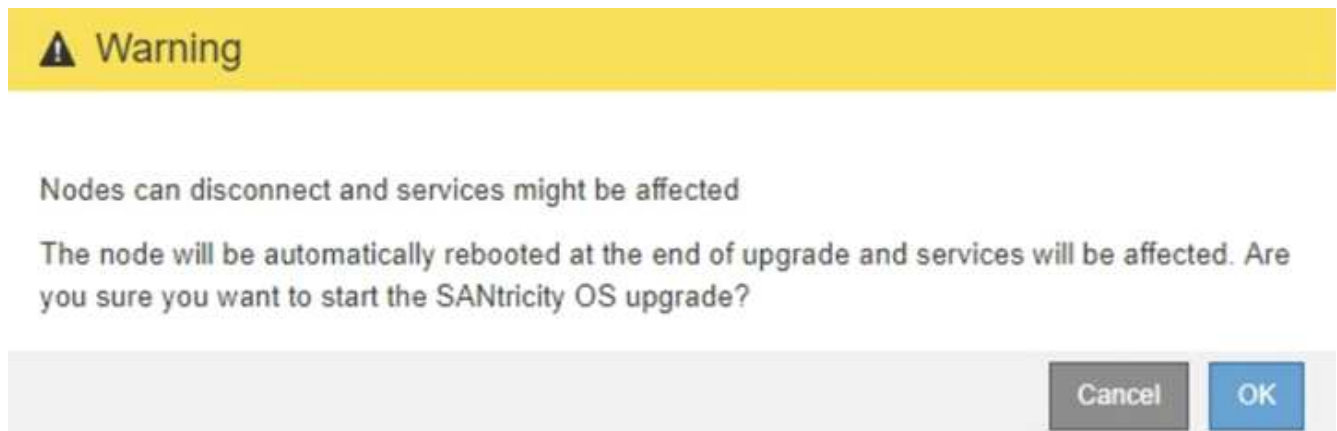 Warning
Nodes can disconnect and services might be affected
The node will be automatically rebooted at the end of upgrade and services will be affected. Are
you sure you want to start the SANtricity OS upgrade?
Cancel OK